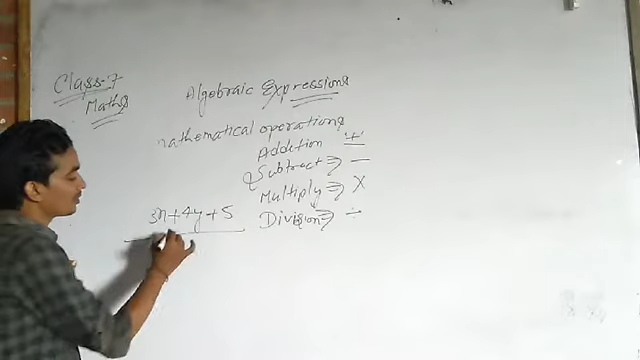 Class-7
Maths
Algebraic Expressions
mathematical operations
Addition "+"
Subtract ⇒ −
Multiply ⇒ ×
Division ⇒ ÷
3x+4y+5